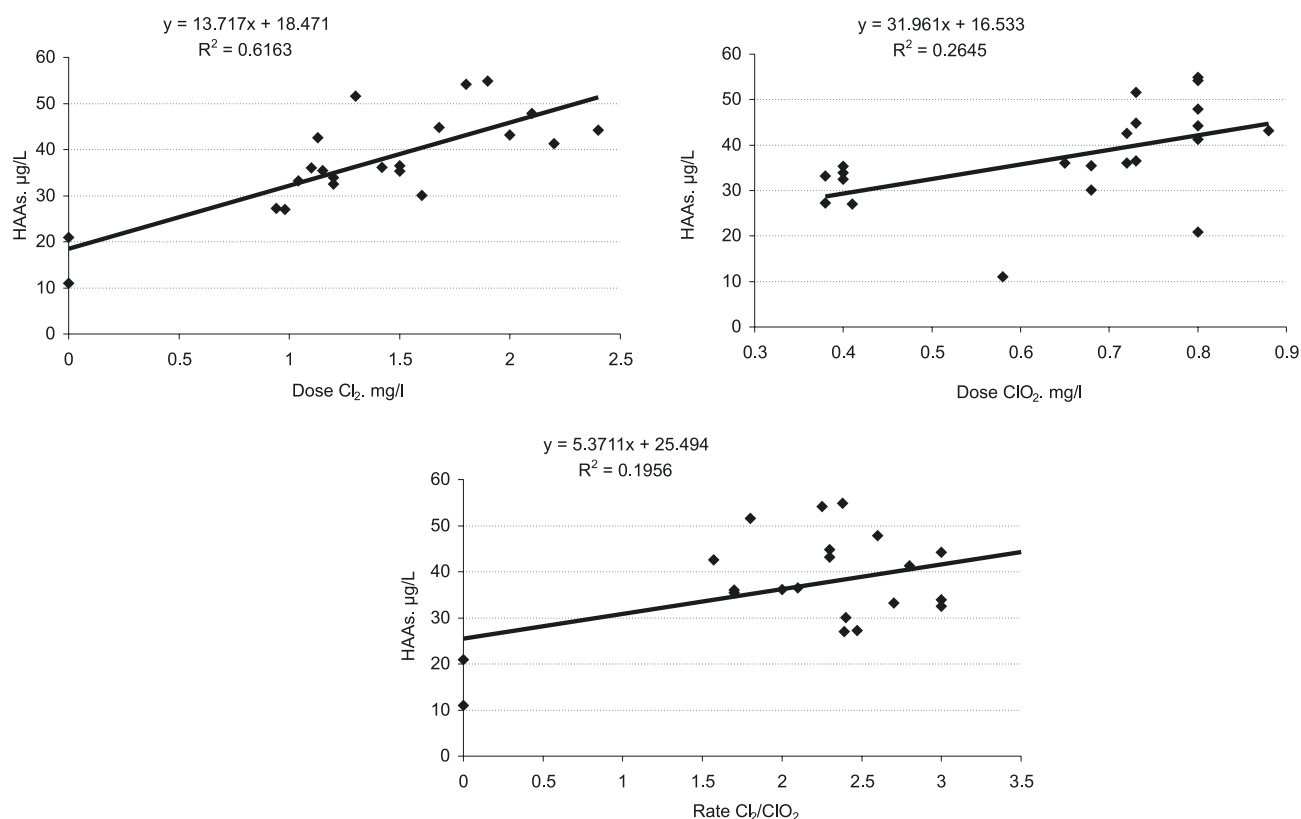 y = 13.717x + 18.471
R² = 0.6163
60
50
40
30
20
10
0
HAAs. µg/L
0 0.5 1 1.5 2 2.5
Dose Cl₂. mg/l
y = 31.961x + 16.533
R² = 0.2645
60
50
40
30
20
10
0
HAAs. µg/L
0.3 0.4 0.5 0.6 0.7 0.8 0.9
Dose ClO₂. mg/l
y = 5.3711x + 25.494
R² = 0.1956
60
50
40
30
20
10
0
HAAs. µg/L
0 0.5 1 1.5 2 2.5 3 3.5
Rate Cl₂/ClO₂